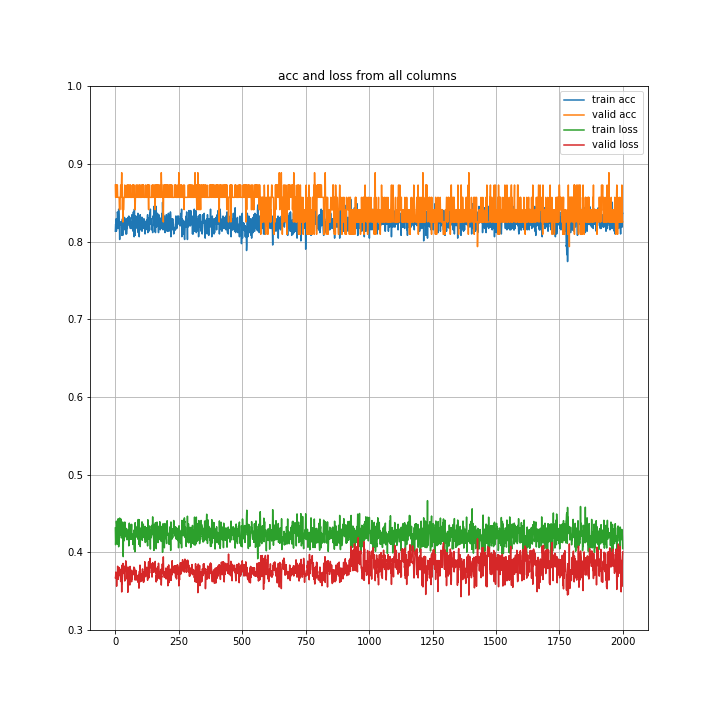 acc and loss from all columns
train acc
valid acc
train loss
valid loss
1.0
0.9
0.8
0.7
0.6
0.5
0.4
0.3
0 250 500 750 1000 1250 1500 1750 2000